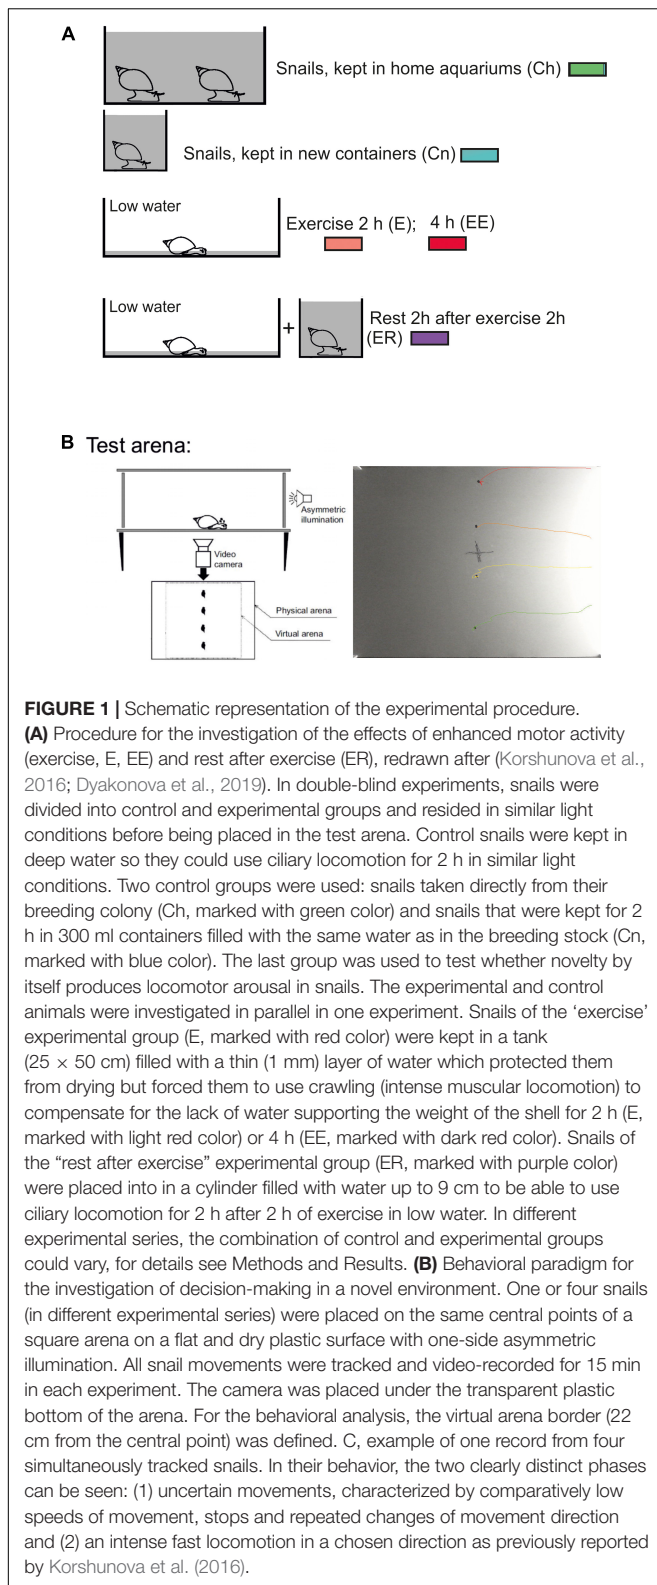 A
Snails, kept in home aquariums (Ch)
Snails, kept in new containers (Cn)
Low water
Exercise 2 h (E); 4 h (EE)
Low water
+
Rest 2h after exercise 2h
(ER)
B Test arena:
Asymmetric
illumination
Video
camera
Physical arena
Virtual arena
FIGURE 1 | Schematic representation of the experimental procedure.
(A) Procedure for the investigation of the effects of enhanced motor activity
(exercise, E, EE) and rest after exercise (ER), redrawn after (Korshunova et al.,
2016; Dyakonova et al., 2019). In double-blind experiments, snails were
divided into control and experimental groups and resided in similar light
conditions before being placed in the test arena. Control snails were kept in
deep water so they could use ciliary locomotion for 2 h in similar light
conditions. Two control groups were used: snails taken directly from their
breeding colony (Ch, marked with green color) and snails that were kept for 2
h in 300 ml containers filled with the same water as in the breeding stock (Cn,
marked with blue color). The last group was used to test whether novelty by
itself produces locomotor arousal in snails. The experimental and control
animals were investigated in parallel in one experiment. Snails of the 'exercise'
experimental group (E, marked with red color) were kept in a tank
(25 × 50 cm) filled with a thin (1 mm) layer of water which protected them
from drying but forced them to use crawling (intense muscular locomotion) to
compensate for the lack of water supporting the weight of the shell for 2 h (E,
marked with light red color) or 4 h (EE, marked with dark red color). Snails of
the “rest after exercise” experimental group (ER, marked with purple color)
were placed into in a cylinder filled with water up to 9 cm to be able to use
ciliary locomotion for 2 h after 2 h of exercise in low water. In different
experimental series, the combination of control and experimental groups
could vary, for details see Methods and Results. (B) Behavioral paradigm for
the investigation of decision-making in a novel environment. One or four snails
(in different experimental series) were placed on the same central points of a
square arena on a flat and dry plastic surface with one-side asymmetric
illumination. All snail movements were tracked and video-recorded for 15 min
in each experiment. The camera was placed under the transparent plastic
bottom of the arena. For the behavioral analysis, the virtual arena border (22
cm from the central point) was defined. C, example of one record from four
simultaneously tracked snails. In their behavior, the two clearly distinct phases
can be seen: (1) uncertain movements, characterized by comparatively low
speeds of movement, stops and repeated changes of movement direction
and (2) an intense fast locomotion in a chosen direction as previously reported
by Korshunova et al. (2016).